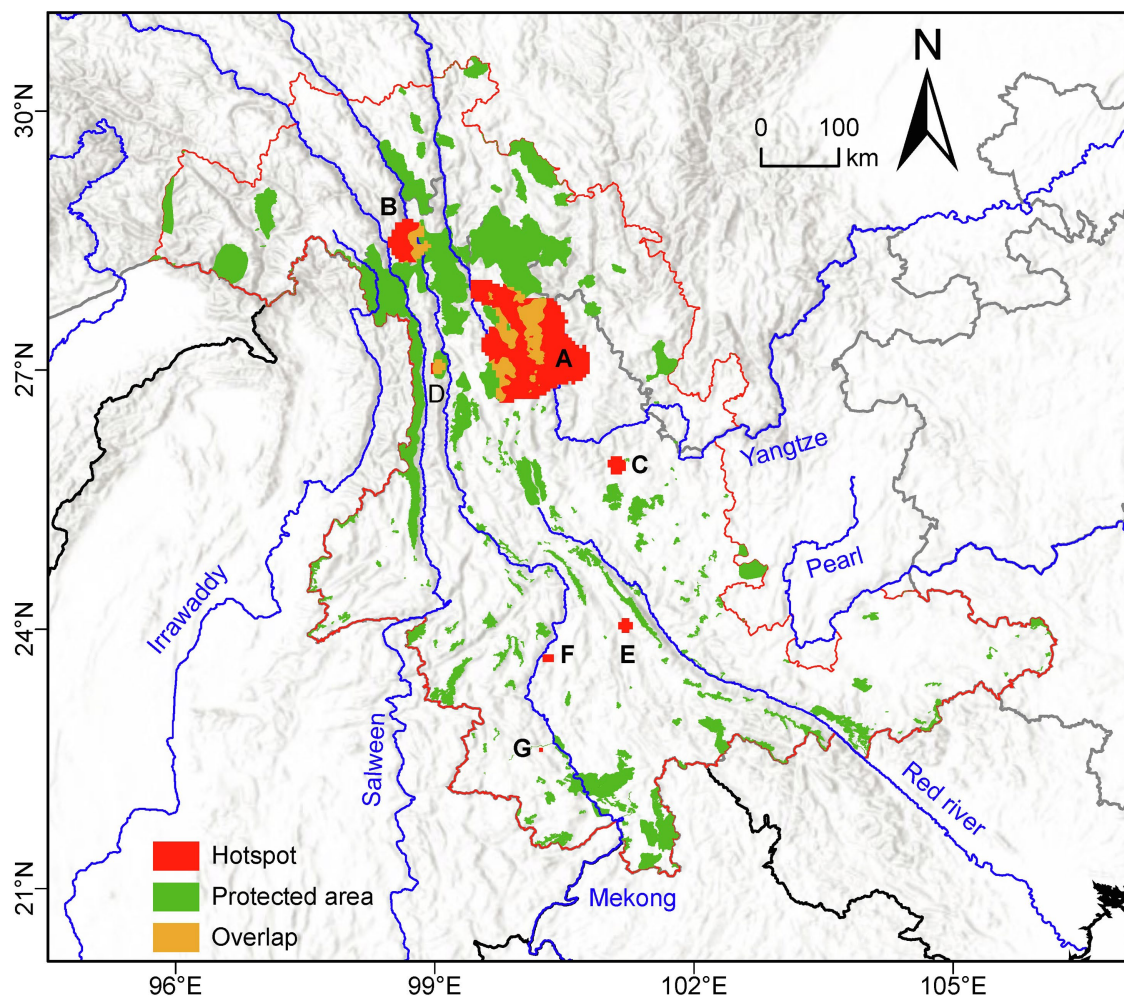 N
0 100
km
30°N
27°N
24°N
21°N
B
A
D
C
Yangtze
Pearl
Irrawaddy
F
E
G
Salween
Red river
Mekong
Hotspot
Protected area
Overlap
96°E 99°E 102°E 105°E